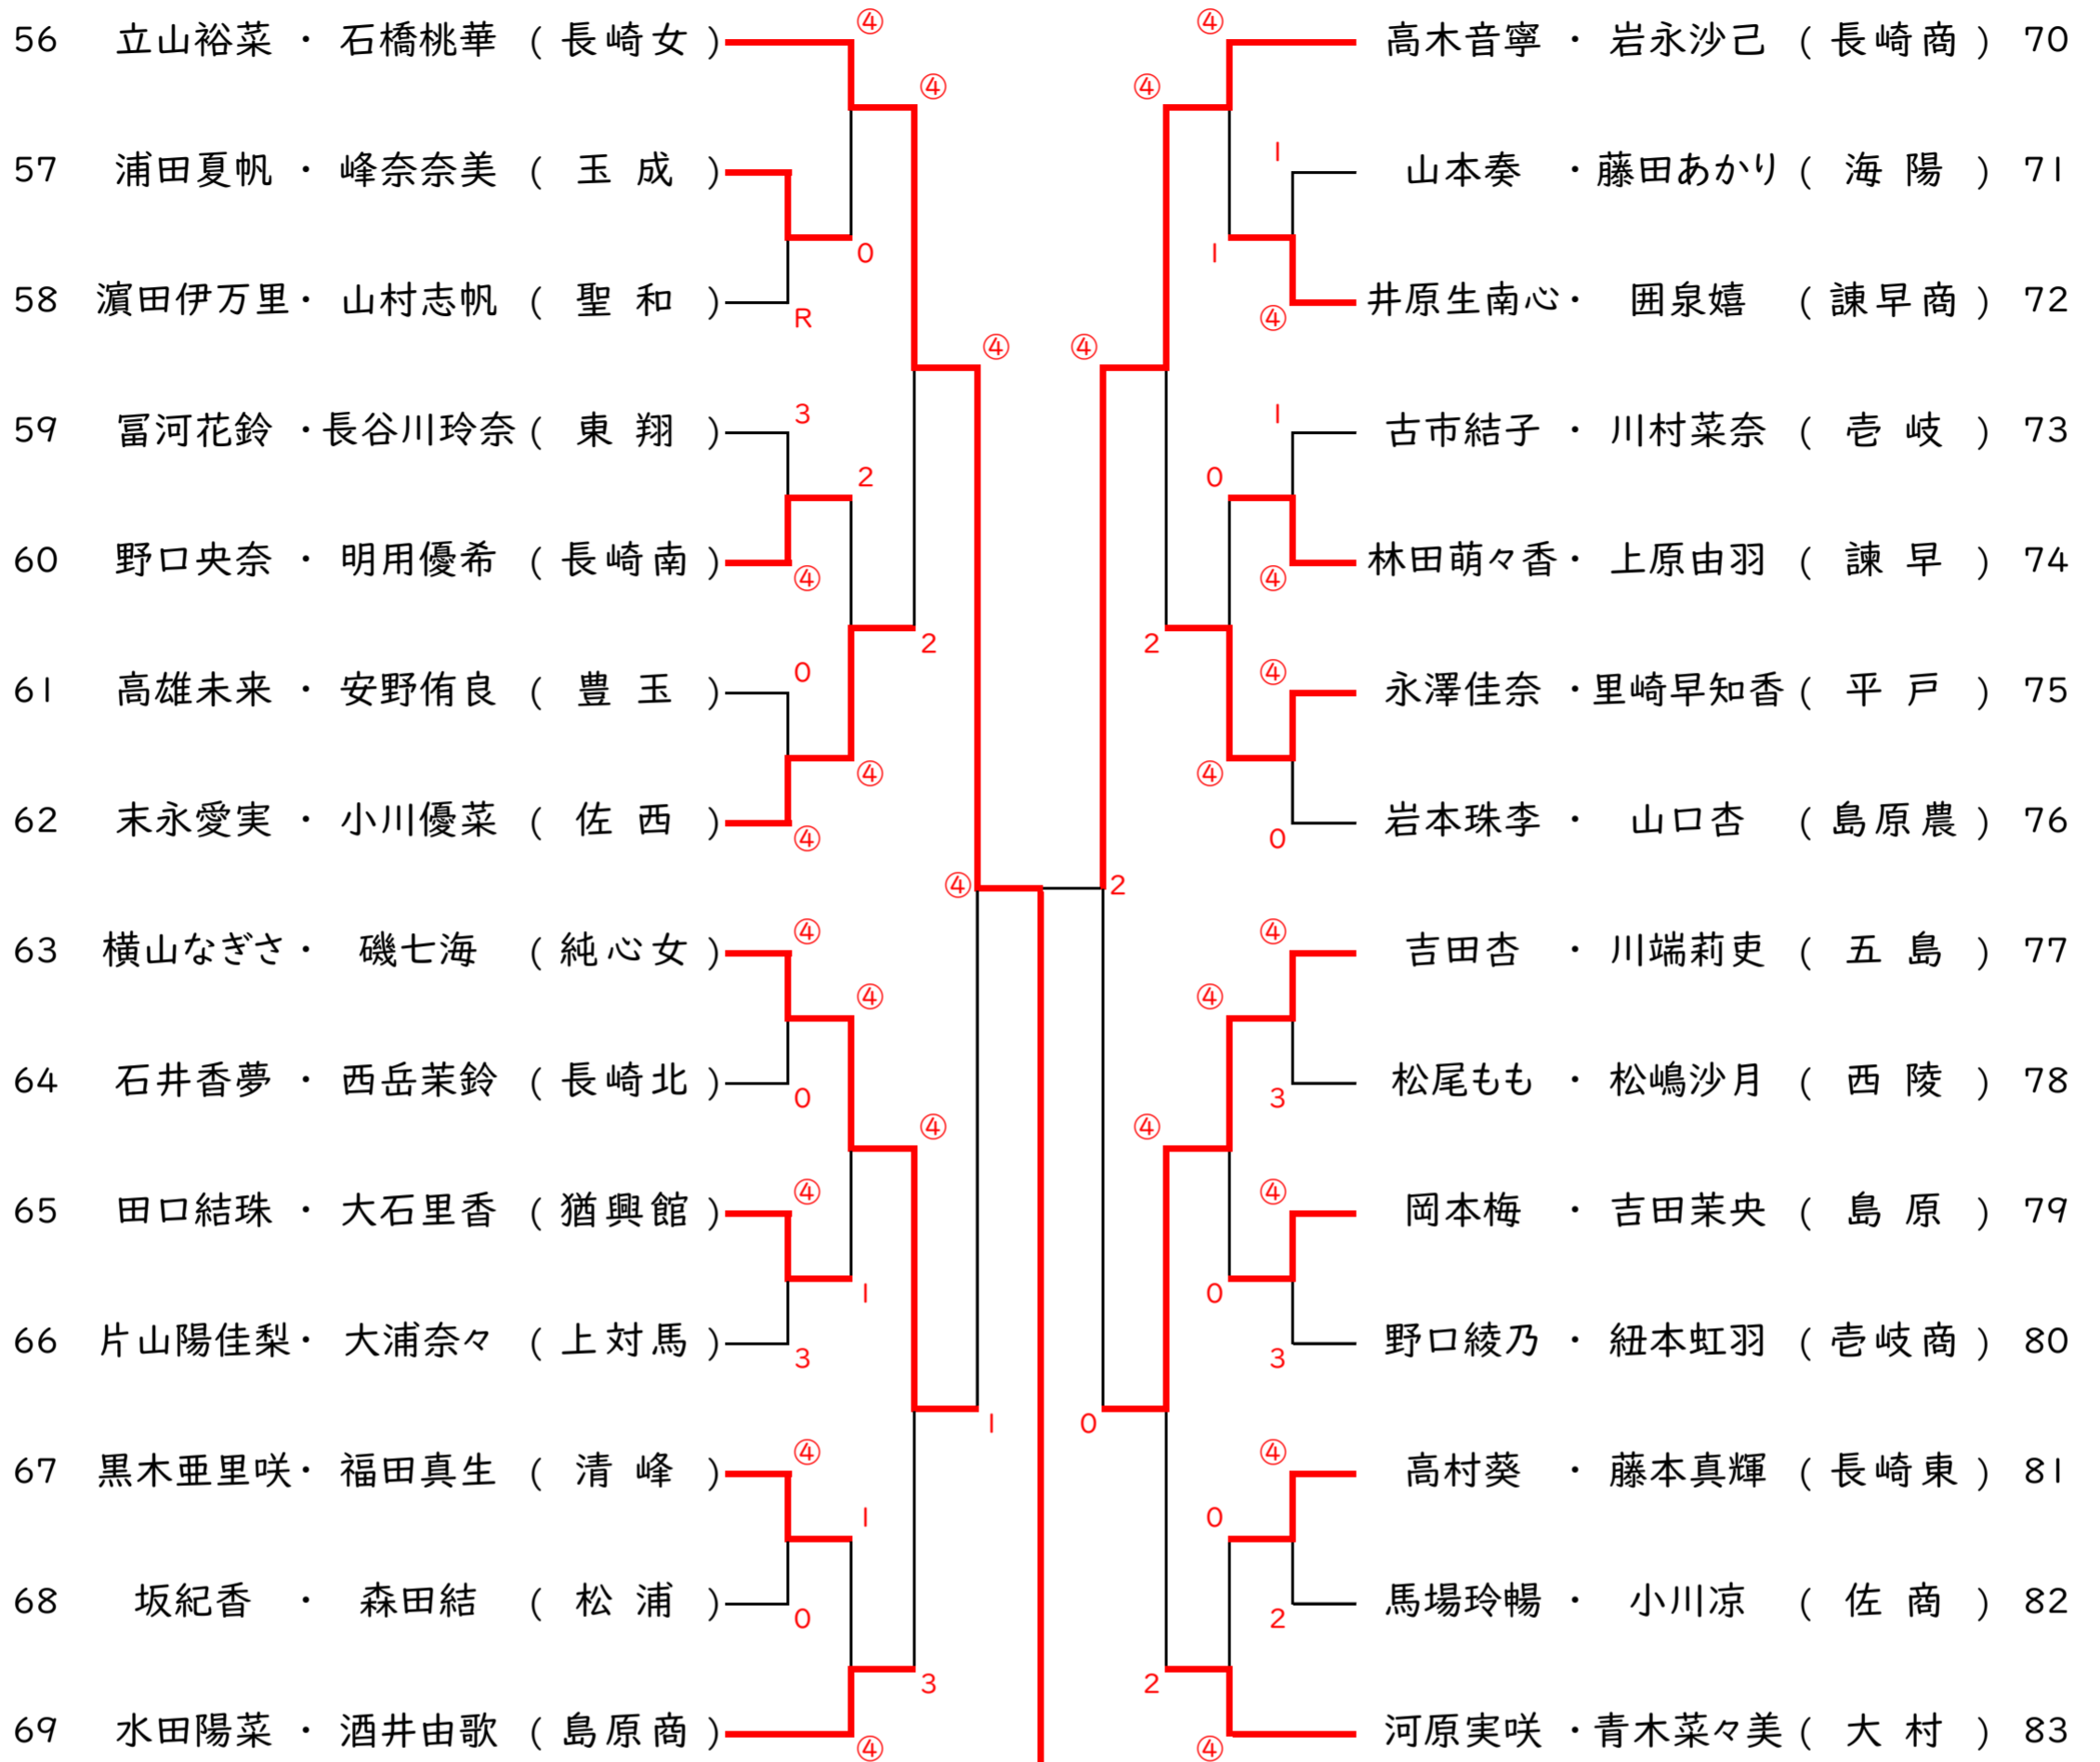 56 立山裕菜 ・ 石橋桃華 ( 長崎女 ) ④ ④ 高木音寧 ・ 岩永沙己 ( 長崎商 ) 70
④ ④
57 浦田夏帆 ・ 峰奈奈美 ( 玉成 ) 1 山本奏 ・ 藤田あかり ( 海陽 ) 71
0 1
58 濵田伊万里 ・ 山村志帆 ( 聖和 ) R ④ 井原生南心 ・ 囲泉嬉 ( 諫早商 ) 72
④ ④
59 冨河花鈴 ・ 長谷川玲奈 ( 東翔 ) 3 1 古市結子 ・ 川村菜奈 ( 壱岐 ) 73
2 0
60 野口央奈 ・ 明用優希 ( 長崎南 ) ④ ④ 林田萌々香 ・ 上原由羽 ( 諫早 ) 74
2 2
61 高雄未来 ・ 安野侑良 ( 豊玉 ) 0 ④ 永澤佳奈 ・ 里崎早知香 ( 平戸 ) 75
④ ④
62 末永愛実 ・ 小川優菜 ( 佐西 ) ④ 0 岩本珠李 ・ 山口杏 ( 島原農 ) 76
④ 2
63 横山なぎさ ・ 磯七海 ( 純心女 ) ④ ④ 吉田杏 ・ 川端莉吏 ( 五島 ) 77
④ ④
64 石井香夢 ・ 西岳茉鈴 ( 長崎北 ) 0 3 松尾もも ・ 松嶋沙月 ( 西陵 ) 78
④ ④
65 田口結珠 ・ 大石里香 ( 猶興館 ) ④ ④ 岡本梅 ・ 吉田茉央 ( 島原 ) 79
1 0
66 片山陽佳梨 ・ 大浦奈々 ( 上対馬 ) 3 3 野口綾乃 ・ 紐本虹羽 ( 壱岐商 ) 80
1 0
67 黒木亜里咲 ・ 福田真生 ( 清峰 ) ④ ④ 高村葵 ・ 藤本真輝 ( 長崎東 ) 81
1 0
68 坂紀香 ・ 森田結 ( 松浦 ) 0 2 馬場玲暢 ・ 小川凉 ( 佐商 ) 82
3 2
69 水田陽菜 ・ 酒井由歌 ( 島原商 ) ④ ④ 河原実咲 ・ 青木菜々美 ( 大村 ) 83